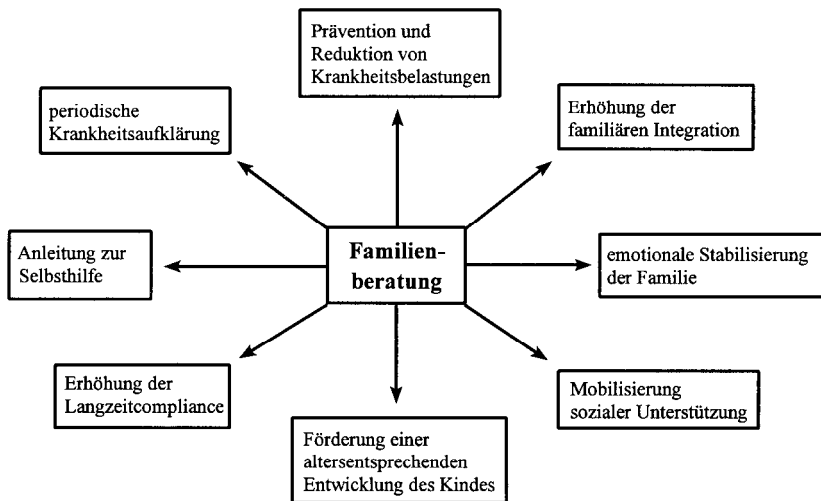 Prävention und
Reduktion von
Krankheitsbelastungen
periodische
Krankheitsaufklärung
Erhöhung der
familiären Integration
Anleitung zur
Selbsthilfe
Familien-
beratung
emotionale Stabilisierung
der Familie
Erhöhung der
Langzeitcompliance
Mobilisierung
sozialer Unterstützung
Förderung einer
altersentsprechenden
Entwicklung des Kindes